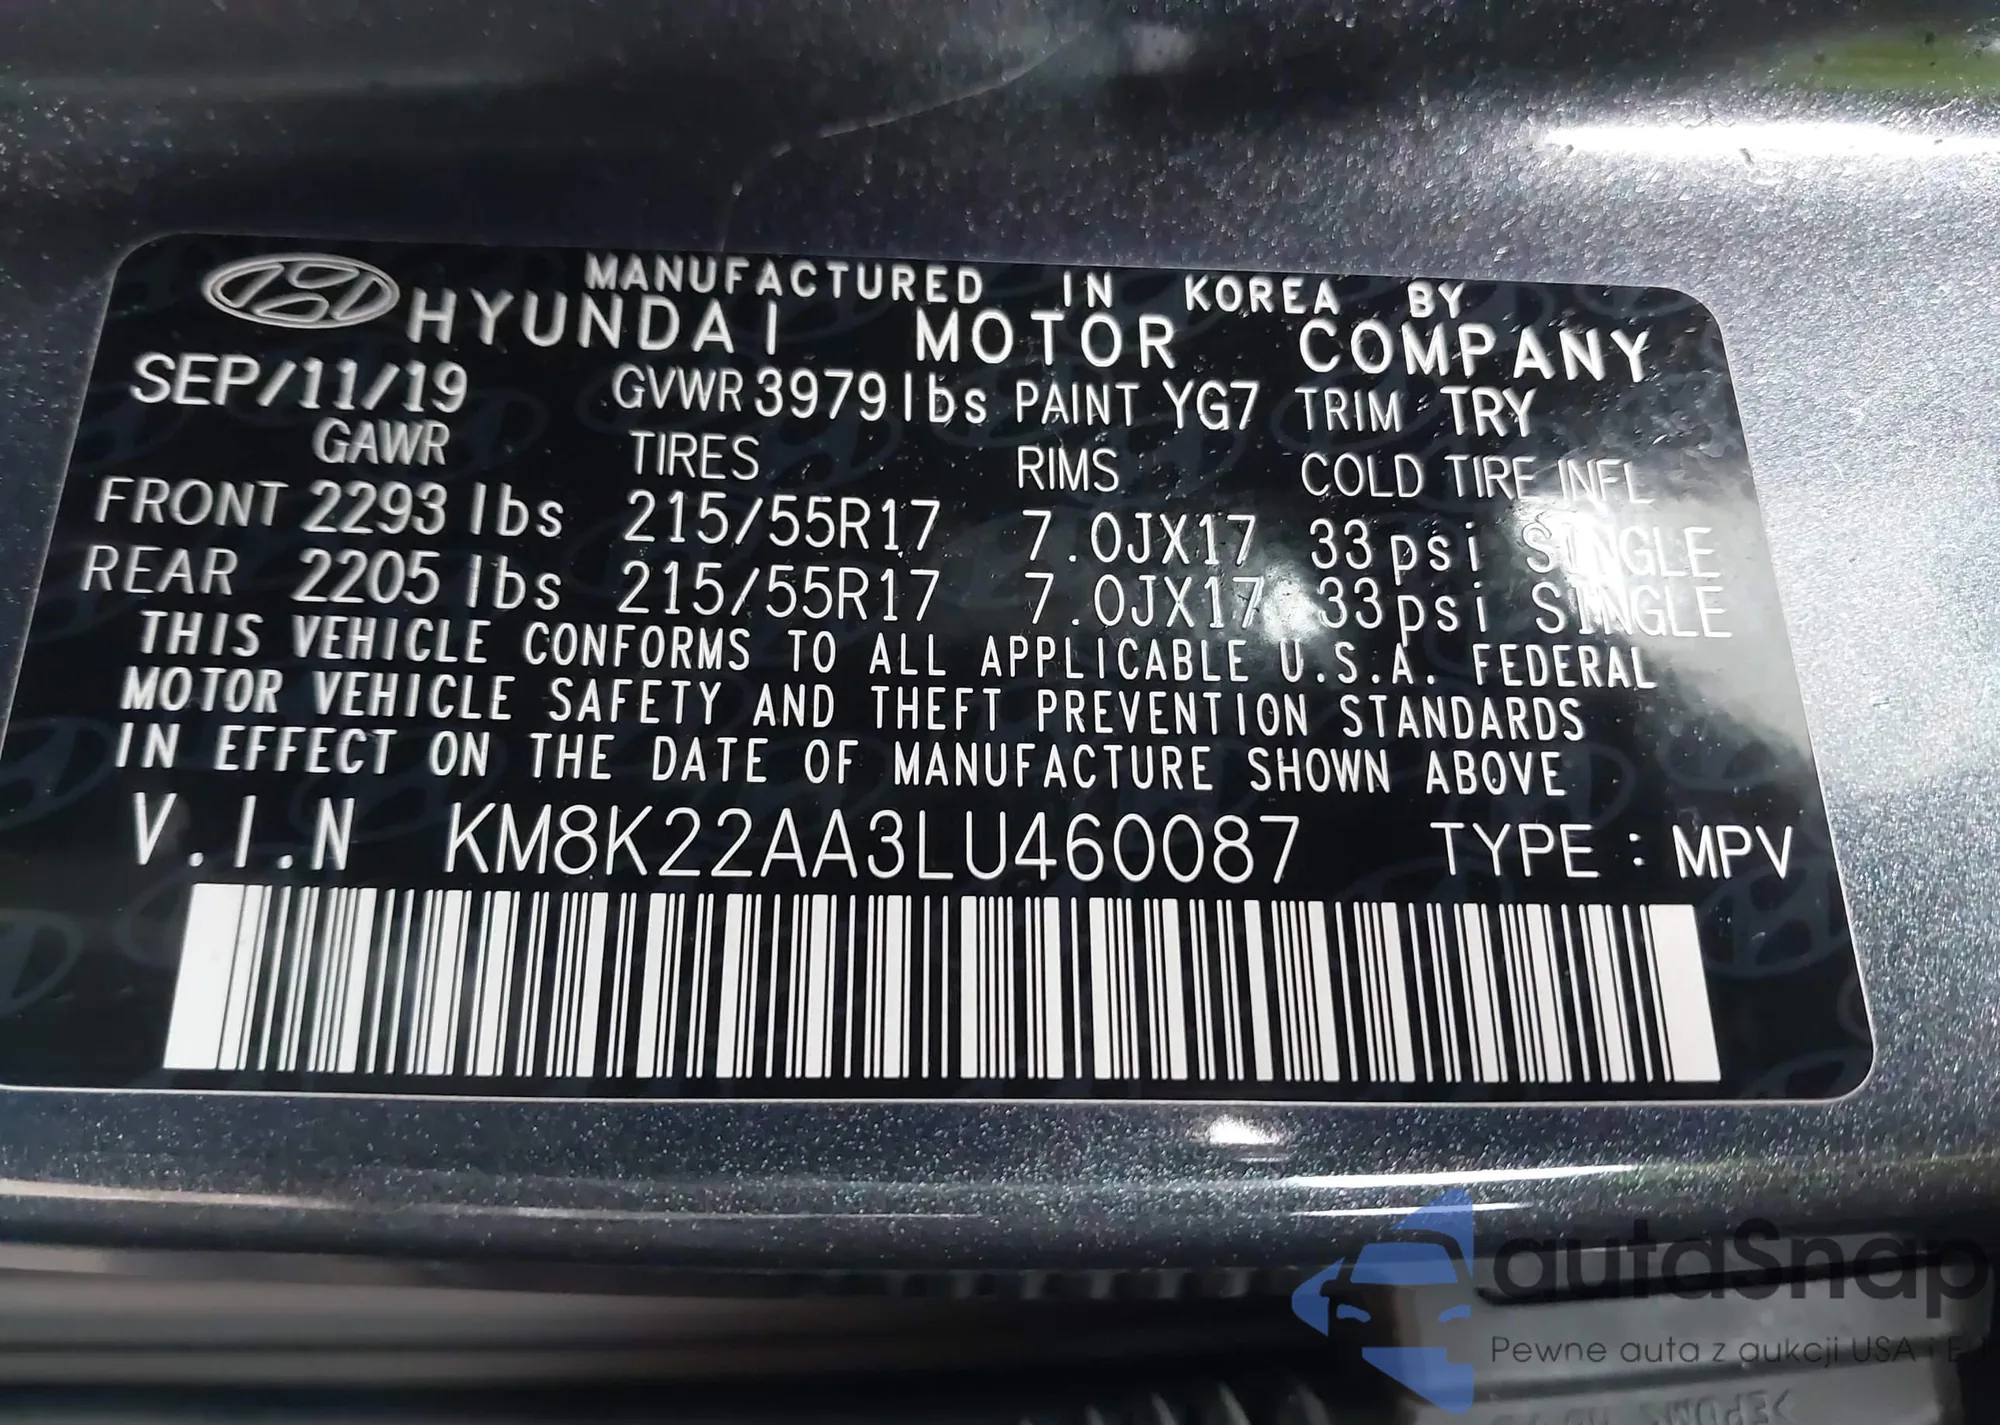 MANUFACTURED IN KOREA BY
HYUNDAI MOTOR COMPANY
SEP/11/19 GVWR 3979lbs PAINT YG7 TRIM TRY
GAWR TIRES RIMS COLD TIRE INFL
FRONT 2293 lbs 215/55R17 7.0JX17 33psi SINGLE
REAR 2205 lbs 215/55R17 7.0JX17 33psi SINGLE
THIS VEHICLE CONFORMS TO ALL APPLICABLE U.S.A. FEDERAL
MOTOR VEHICLE SAFETY AND THEFT PREVENTION STANDARDS
IN EFFECT ON THE DATE OF MANUFACTURE SHOWN ABOVE
V.I.N KM8K22AA3LU460087 TYPE : MPV
autaSnap
Pewne auta z aukcji USA i